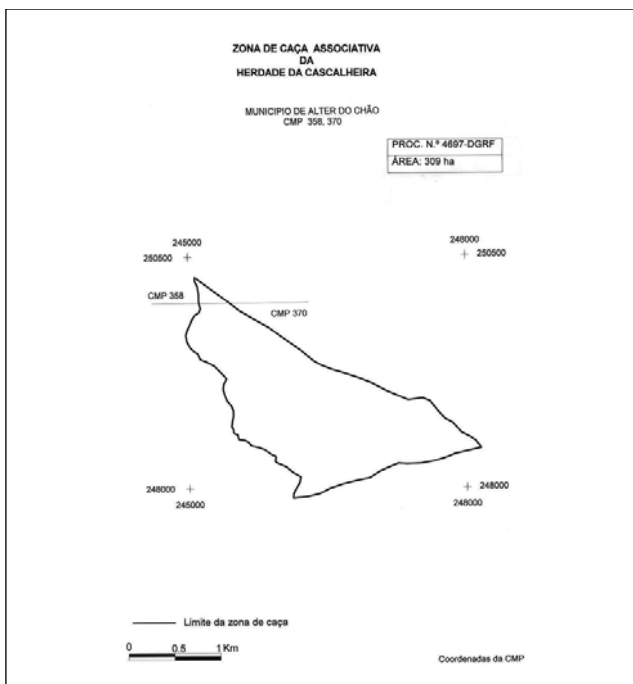 ZONA DE CAÇA ASSOCIATIVA
DA
HERDADE DA CASCALHEIRA
MUNICIPIO DE ALTER DO CHÃO
CMP 358, 370
PROC. N.º 4697-DGRF
ÁREA: 309 ha
245000
248000
250500
250500
CMP 358
CMP 370
248000
248000
245000
248000
Limite da zona de caça
0 0,5 1 Km
Coordenadas da CMP